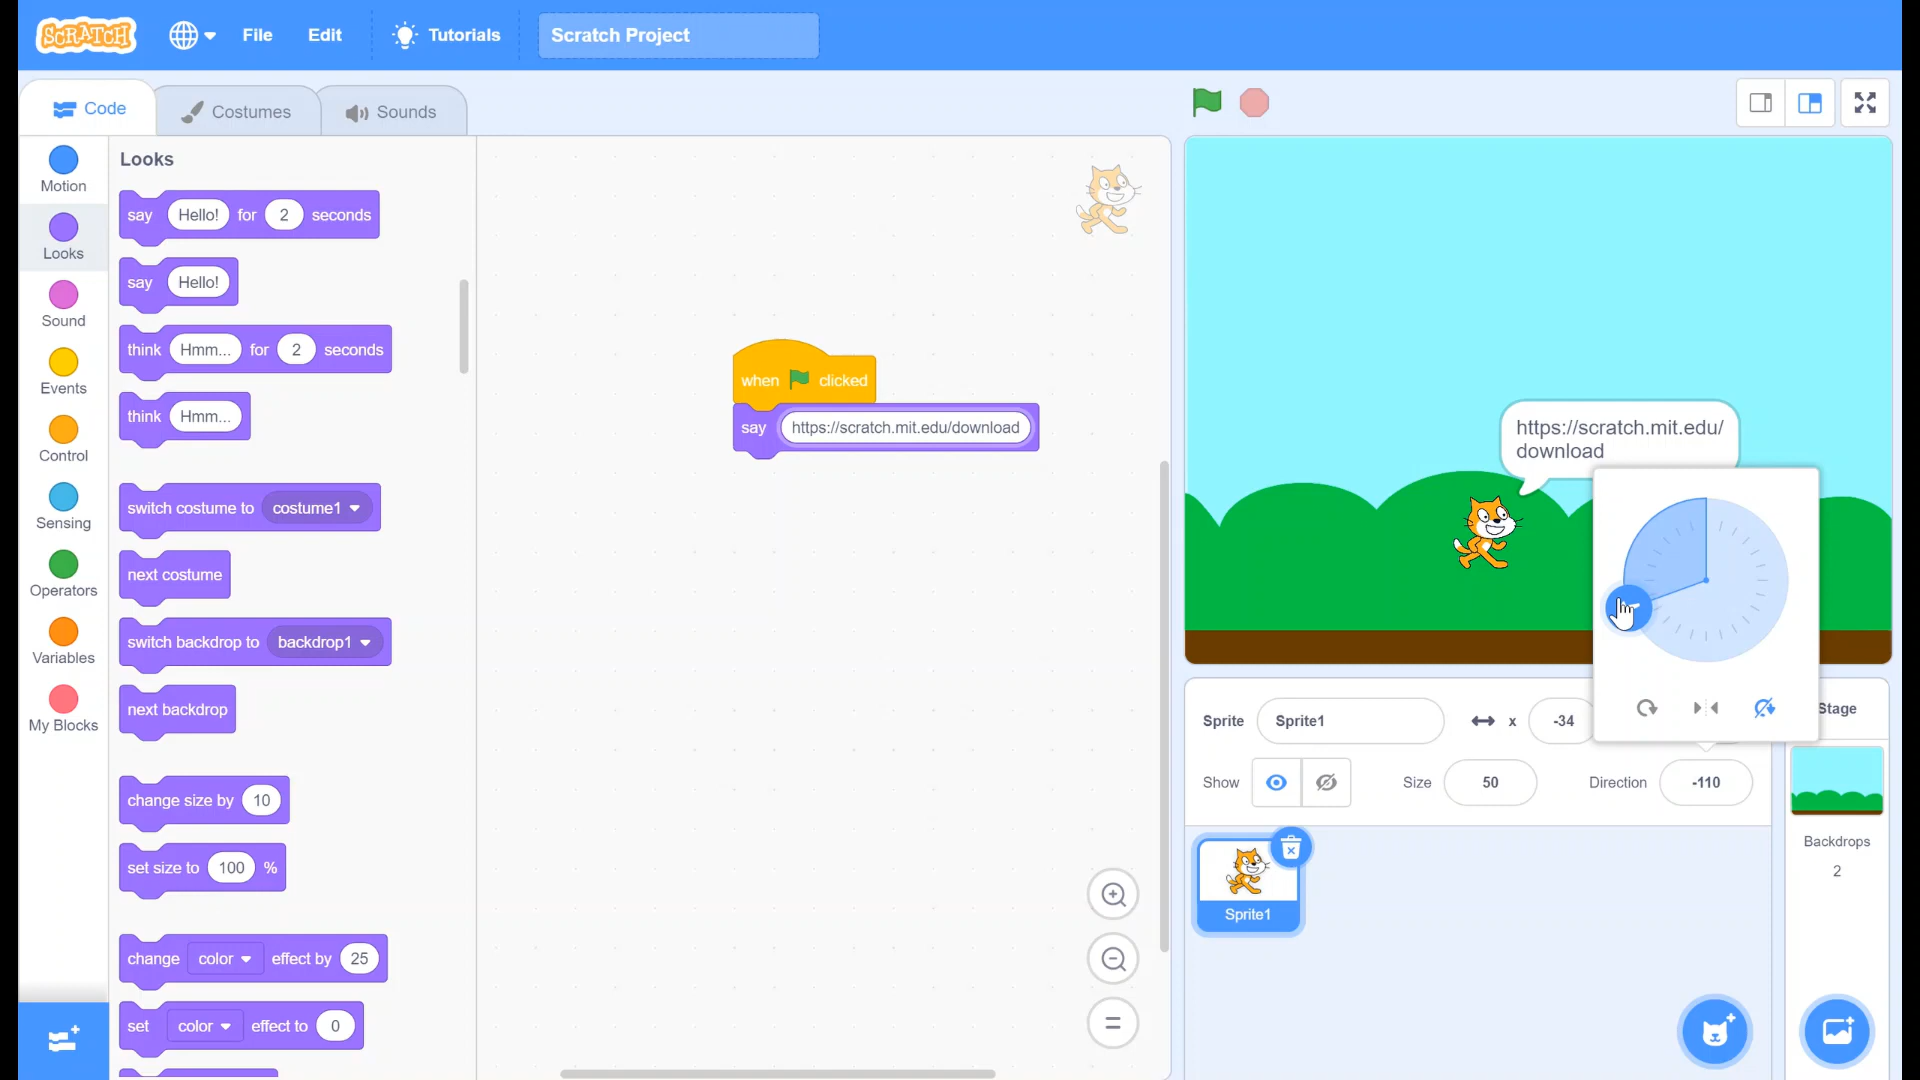 SCRATCH
File
Edit
Tutorials
Scratch Project
Code
Costumes
Sounds
Motion
Looks
Sound
Events
Control
Sensing
Operators
Variables
My Blocks
Looks
say Hello! for 2 seconds
say Hello!
think Hmm... for 2 seconds
think Hmm...
switch costume to costume1
next costume
switch backdrop to backdrop1
next backdrop
change size by 10
set size to 100 %
change color effect by 25
set color effect to 0
when clicked
say https://scratch.mit.edu/download
https://scratch.mit.edu/
download
Sprite Sprite1 x -34
Show Size 50 Direction -110
Sprite1
Stage
Backdrops
2